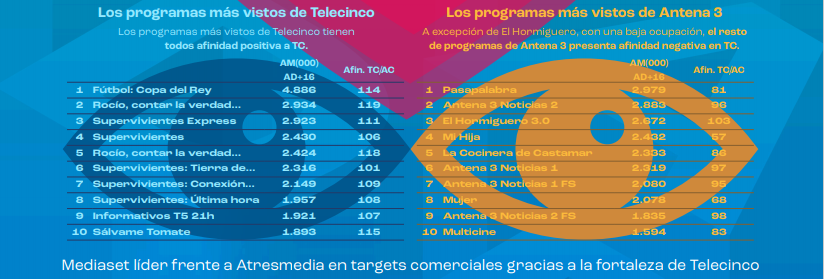 Los programas más vistos de Telecinco
Los programas más vistos de Telecinco tienen
todos afinidad positiva a TC.
AM(000)
AD+16 Afin. TC/AC
1 Fútbol: Copa del Rey 4.886 114
2 Rocío, contar la verdad... 2.934 119
3 Supervivientes Express 2.923 111
4 Supervivientes 2.430 106
5 Rocío, contar la verdad... 2.424 118
6 Supervivientes: Tierra de... 2.316 101
7 Supervivientes: Conexión... 2.149 109
8 Supervivientes: Última hora 1.957 108
9 Informativos T5 21h 1.921 107
10 Sálvame Tomate 1.893 115
Los programas más vistos de Antena 3
A excepción de El Hormiguero, con una baja ocupación, el resto
de programas de Antena 3 presenta afinidad negativa en TC.
AM(000)
AD+16 Afin. TC/AC
1 Pasapalabra 2.979 81
2 Antena 3 Noticias 2 2.883 96
3 El Hormiguero 3.0 2.672 103
4 Mi Hija 2.432 57
5 La Cocinera de Castamar 2.333 86
6 Antena 3 Noticias 1 2.319 97
7 Antena 3 Noticias 1 FS 2.080 95
8 Mujer 2.076 68
9 Antena 3 Noticias 2 FS 1.835 98
10 Multicine 1.594 83
Mediaset líder frente a Atresmedia en targets comerciales gracias a la fortaleza de Telecinco